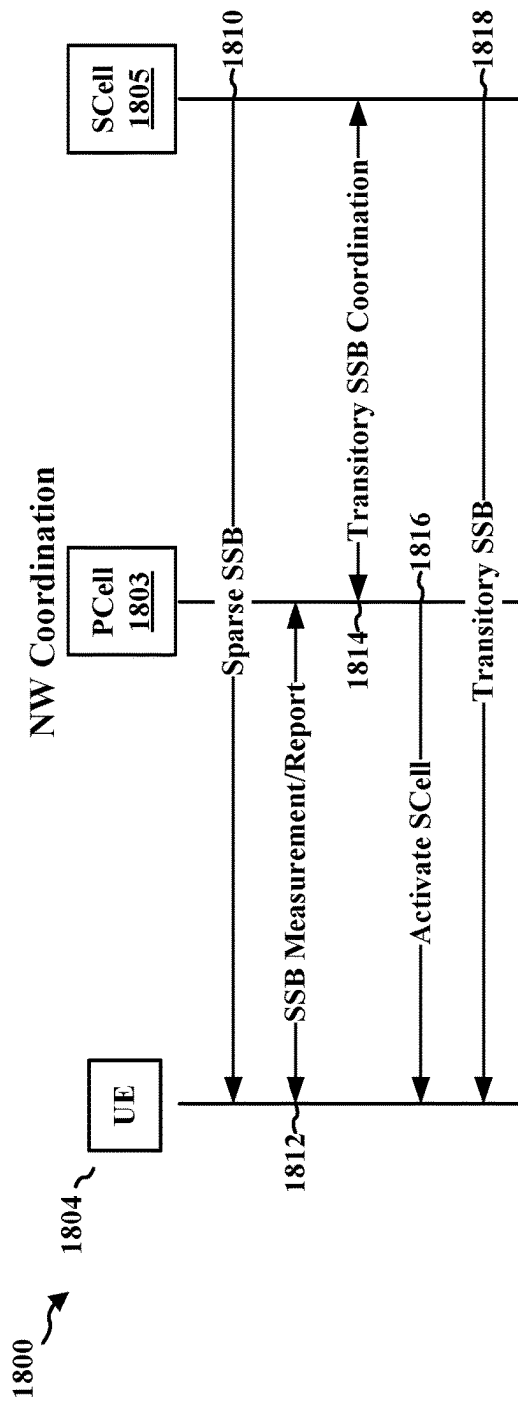 1800
NW Coordination
1804
UE
PCell
1803
SCell
1805
Sparse SSB
1810
1812
SSB Measurement/Report
1814
Transitory SSB Coordination
Activate SCell
1816
Transitory SSB
1818